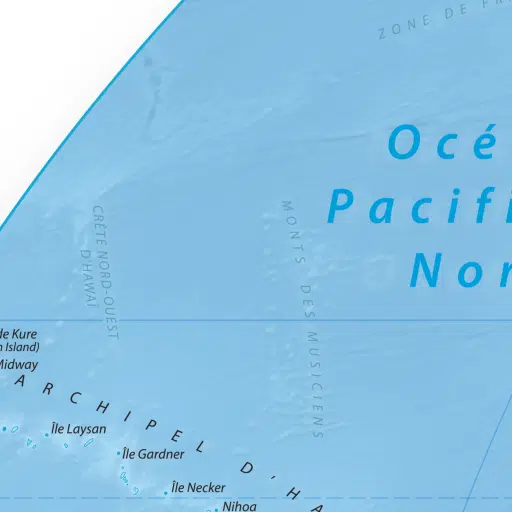 ZONE DE FR
Océ
Pacifi
Nor
CRÊTE NORD-OUEST
D'HAWAÏ
MONTS DES MUSICIENS
de Kure
Island)
Midway
ARCHIPEL D'HA
Île Laysan
Île Gardner
Île Necker
Nihoa